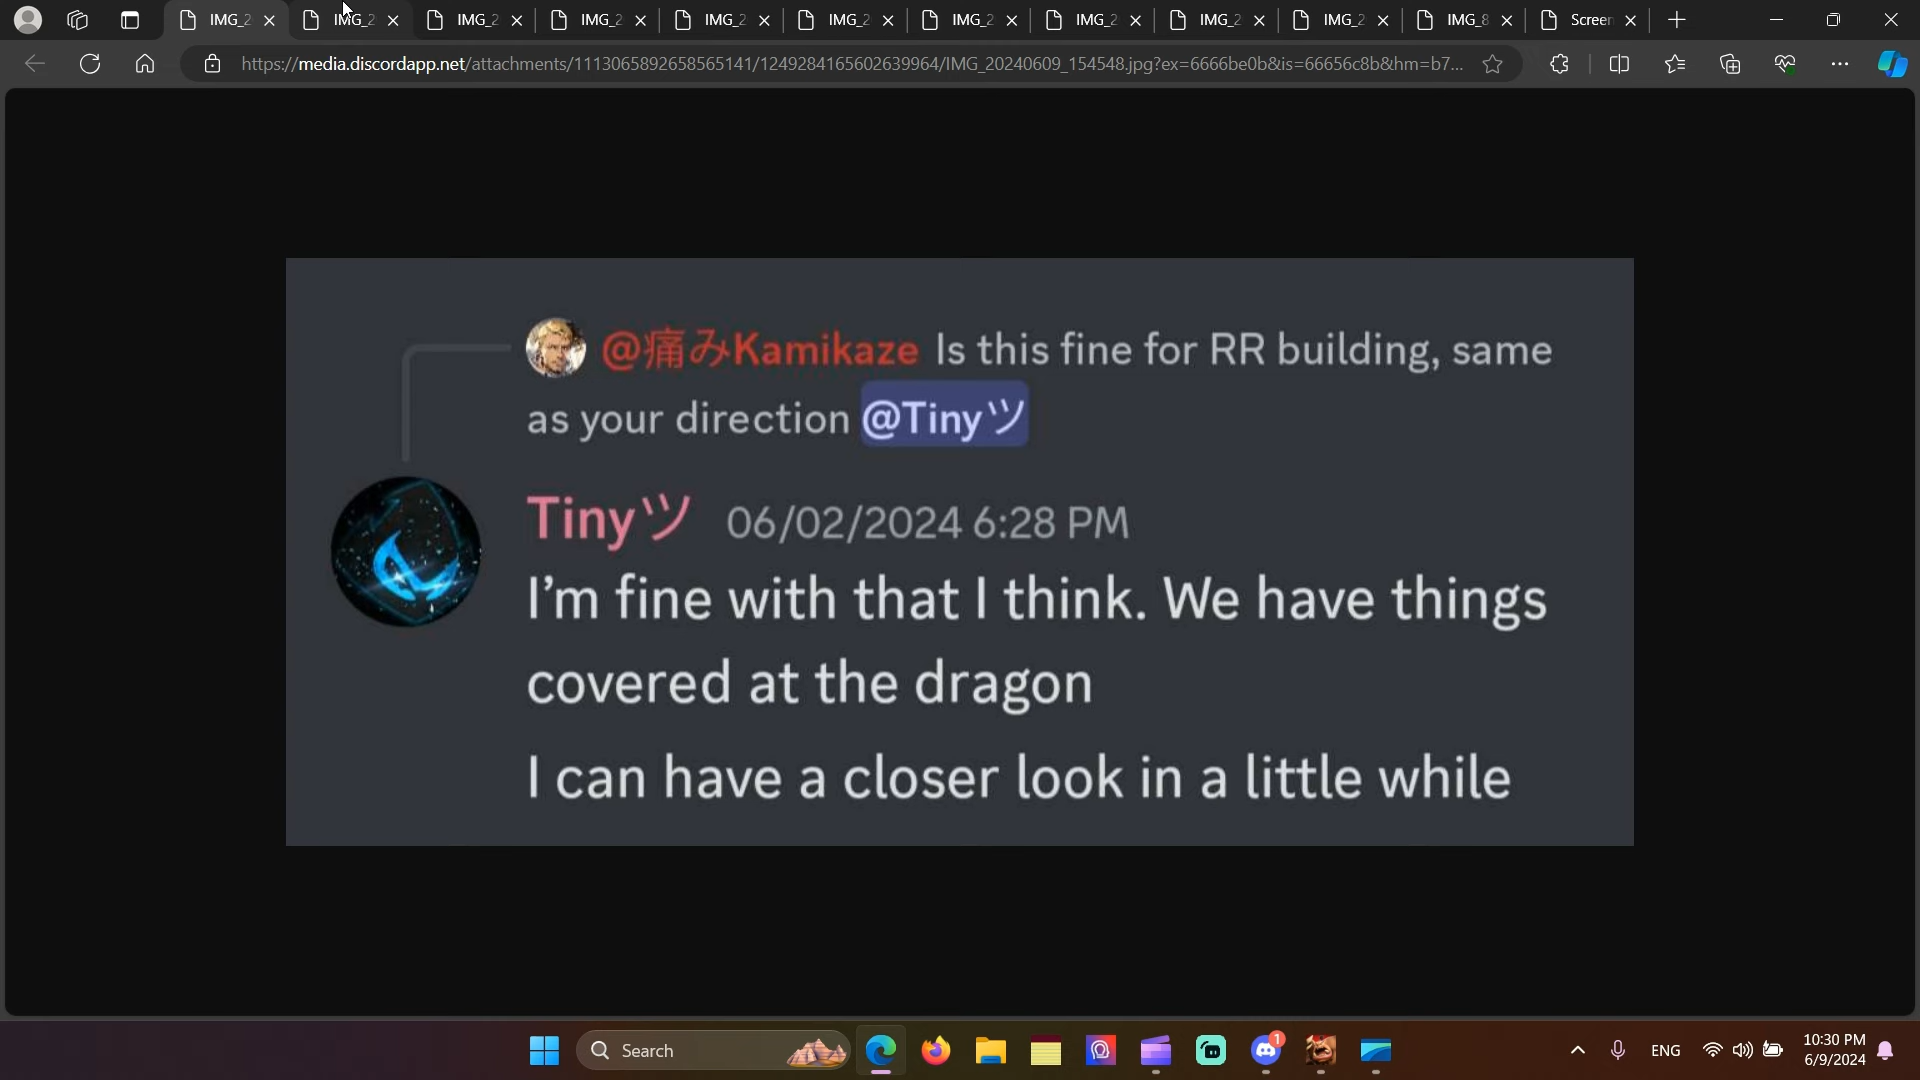 IMG_2
IMG_2
IMG_2
IMG_2
IMG_2
IMG_2
IMG_2
IMG_2
IMG_2
IMG_2
IMG_8
Screen
https://media.discordapp.net/attachments/1113065892658565141/1249284165602639964/IMG_20240609_154548.jpg?ex=6666be0b&is=66656c8b&hm=b7...
@痛みKamikaze Is this fine for RR building, same
as your direction @Tinyツ
Tinyツ 06/02/2024 6:28 PM
I'm fine with that I think. We have things
covered at the dragon
I can have a closer look in a little while
Search
1
ENG
10:30 PM
6/9/2024